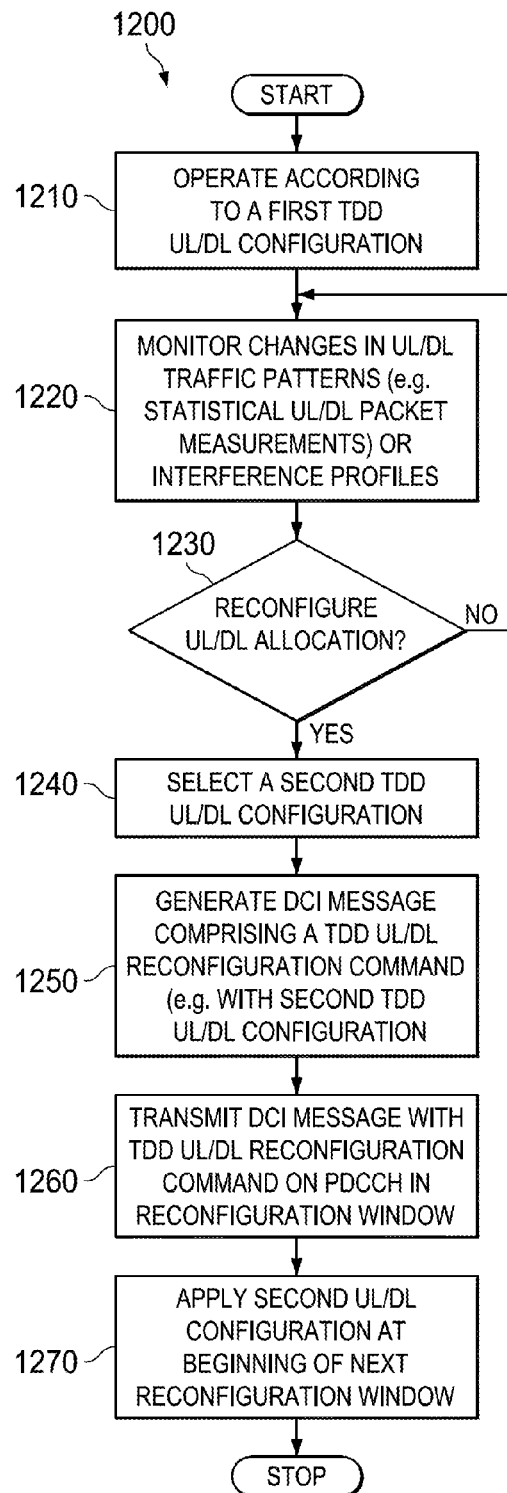 1200
START
1210
OPERATE ACCORDING
TO A FIRST TDD
UL/DL CONFIGURATION
1220
MONITOR CHANGES IN UL/DL
TRAFFIC PATTERNS (e.g.
STATISTICAL UL/DL PACKET
MEASUREMENTS) OR
INTERFERENCE PROFILES
1230
RECONFIGURE
UL/DL ALLOCATION?
NO
YES
1240
SELECT A SECOND TDD
UL/DL CONFIGURATION
1250
GENERATE DCI MESSAGE
COMPRISING A TDD UL/DL
RECONFIGURATION COMMAND
(e.g. WITH SECOND TDD
UL/DL CONFIGURATION
1260
TRANSMIT DCI MESSAGE WITH
TDD UL/DL RECONFIGURATION
COMMAND ON PDCCH IN
RECONFIGURATION WINDOW
1270
APPLY SECOND UL/DL
CONFIGURATION AT
BEGINNING OF NEXT
RECONFIGURATION WINDOW
STOP